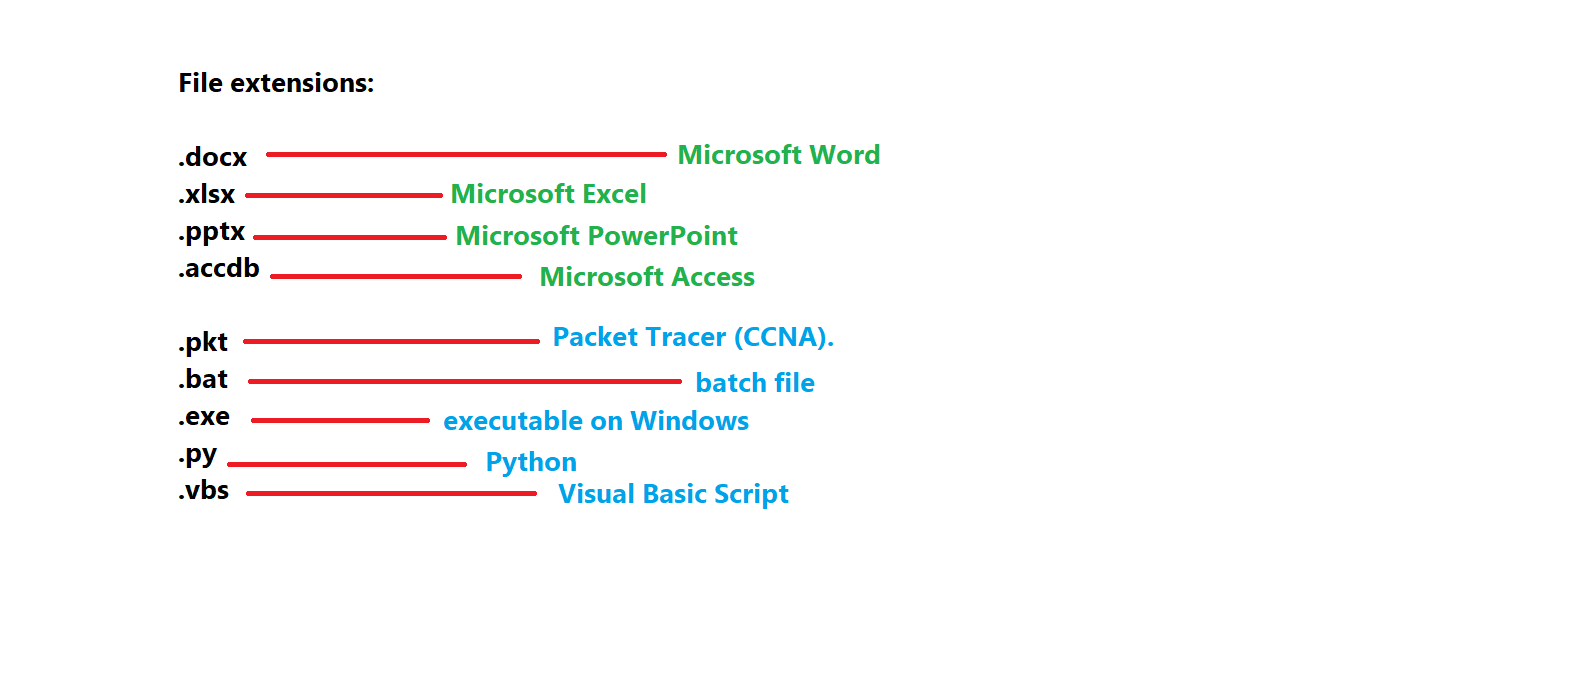 File extensions:
.docx Microsoft Word
.xlsx Microsoft Excel
.pptx Microsoft PowerPoint
.accdb Microsoft Access
.pkt Packet Tracer (CCNA).
.bat batch file
.exe executable on Windows
.py Python
.vbs Visual Basic Script